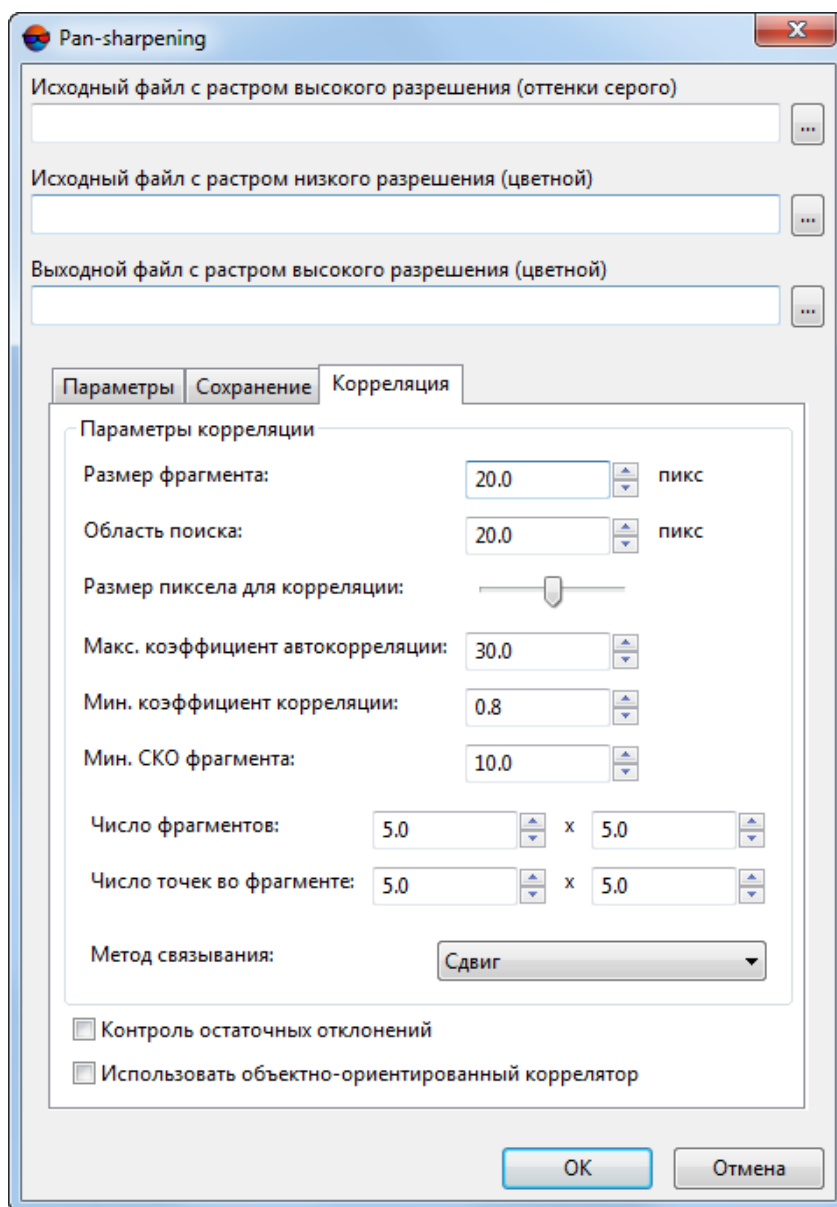 Pan-sharpening
Исходный файл с растром высокого разрешения (оттенки серого)
...
Исходный файл с растром низкого разрешения (цветной)
...
Выходной файл с растром высокого разрешения (цветной)
...
Параметры Сохранение Корреляция
Параметры корреляции
Размер фрагмента: 20.0 пикс
Область поиска: 20.0 пикс
Размер пиксела для корреляции:
Макс. коэффициент автокорреляции: 30.0
Мин. коэффициент корреляции: 0.8
Мин. СКО фрагмента: 10.0
Число фрагментов: 5.0 x 5.0
Число точек во фрагменте: 5.0 x 5.0
Метод связывания: Сдвиг
Контроль остаточных отклонений
Использовать объектно-ориентированный коррелятор
OK Отмена